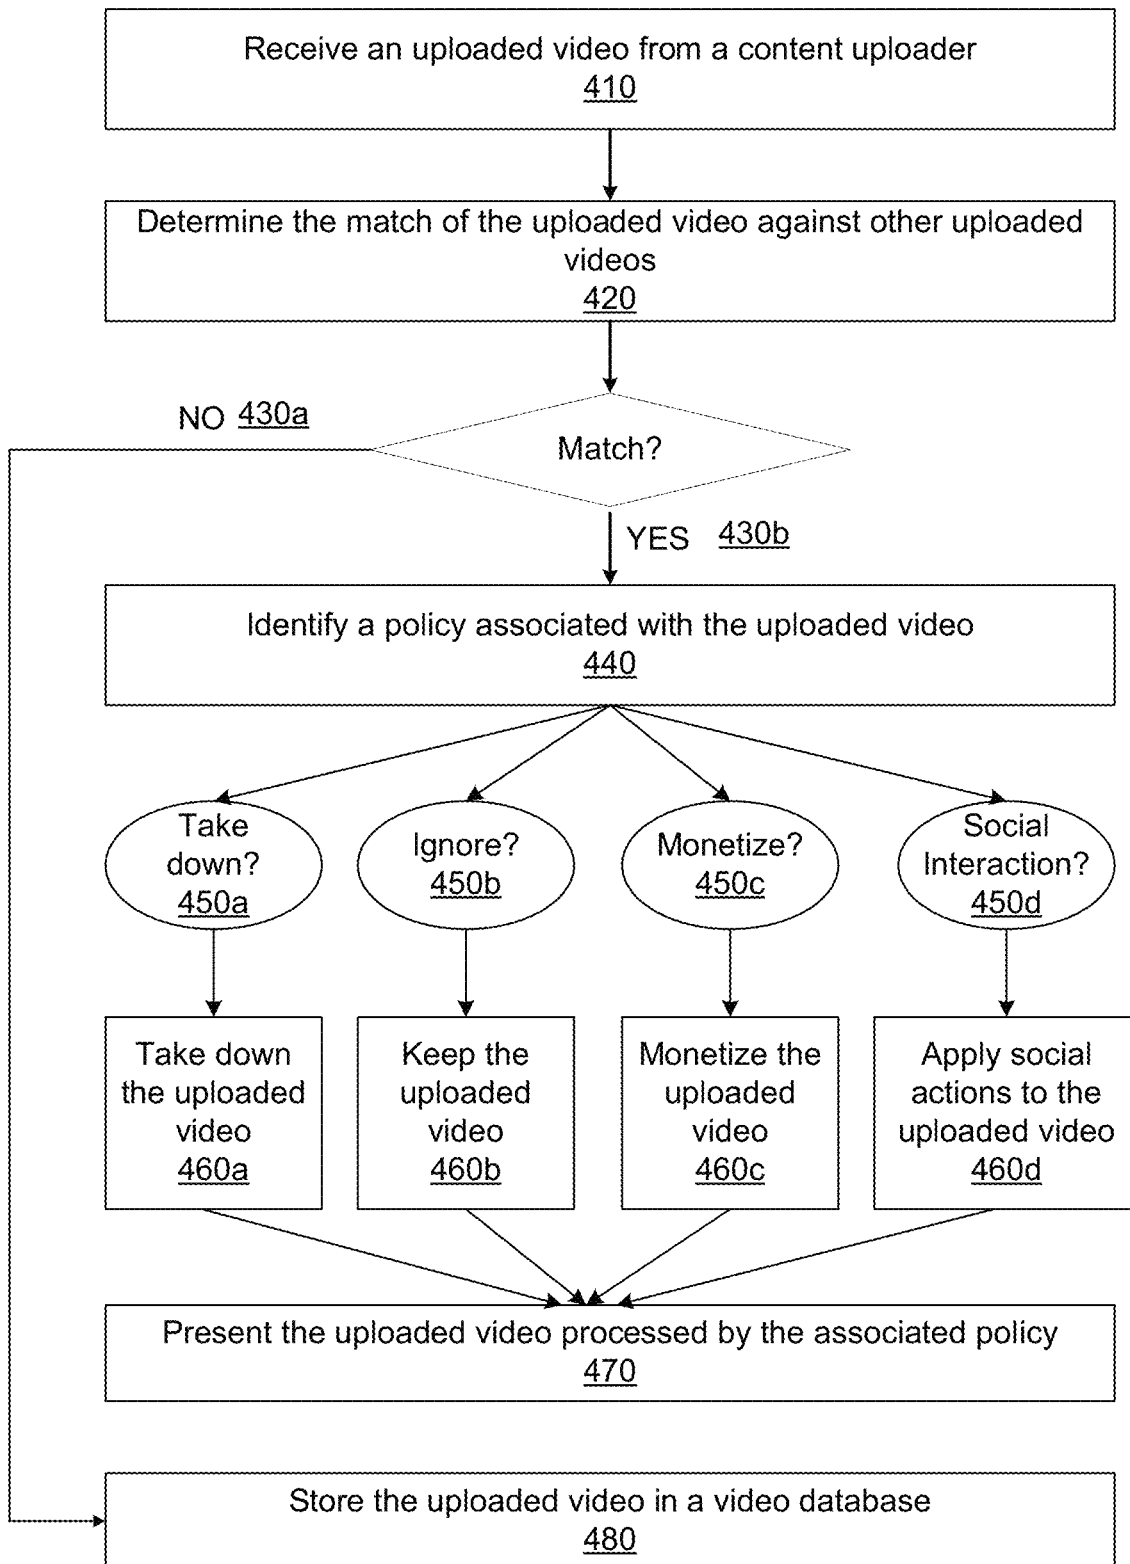 Receive an uploaded video from a content uploader
410
Determine the match of the uploaded video against other uploaded
videos
420
NO 430a
Match?
YES 430b
Identify a policy associated with the uploaded video
440
Take
down?
450a
Ignore?
450b
Monetize?
450c
Social
Interaction?
450d
Take down
the uploaded
video
460a
Keep the
uploaded
video
460b
Monetize the
uploaded
video
460c
Apply social
actions to the
uploaded video
460d
Present the uploaded video processed by the associated policy
470
Store the uploaded video in a video database
480